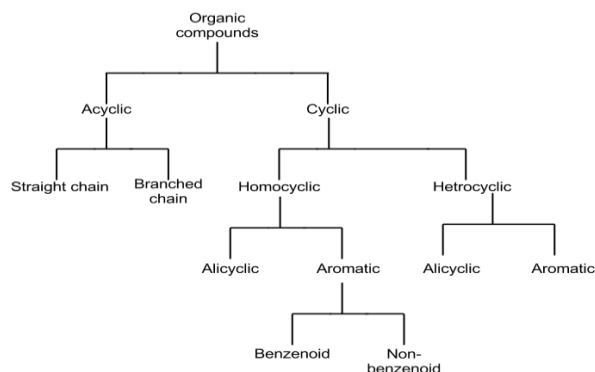 Organic
compounds
Acyclic
Cyclic
Straight chain
Branched
chain
Homocyclic
Hetrocyclic
Alicyclic
Aromatic
Alicyclic
Aromatic
Benzenoid
Non-
benzenoid